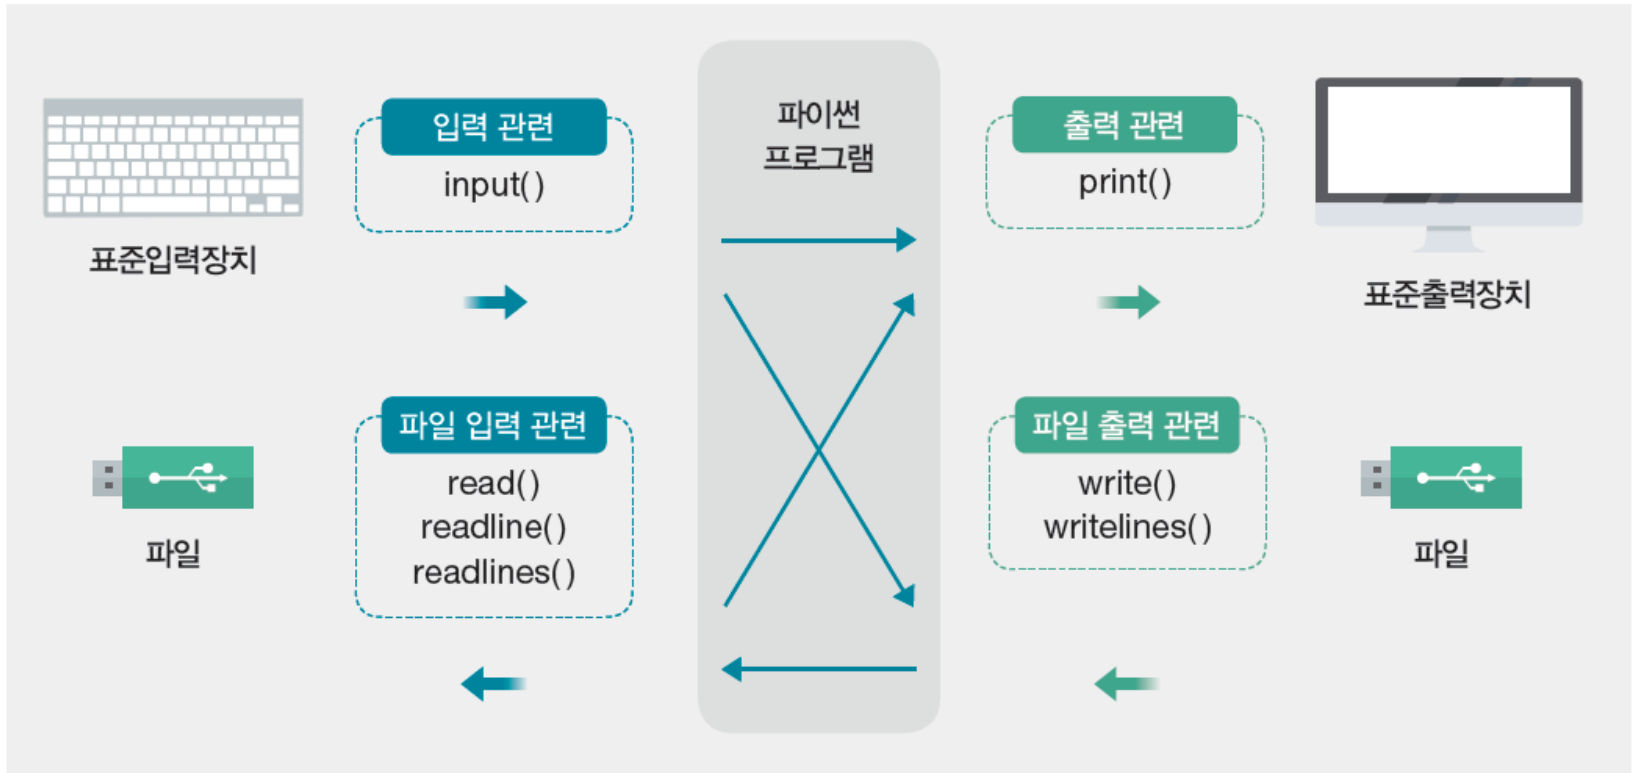 표준입력장치
입력 관련
input()
파일
파일 입력 관련
read()
readline()
readlines()
파이썬
프로그램
출력 관련
print()
표준출력장치
파일 출력 관련
write()
writelines()
파일